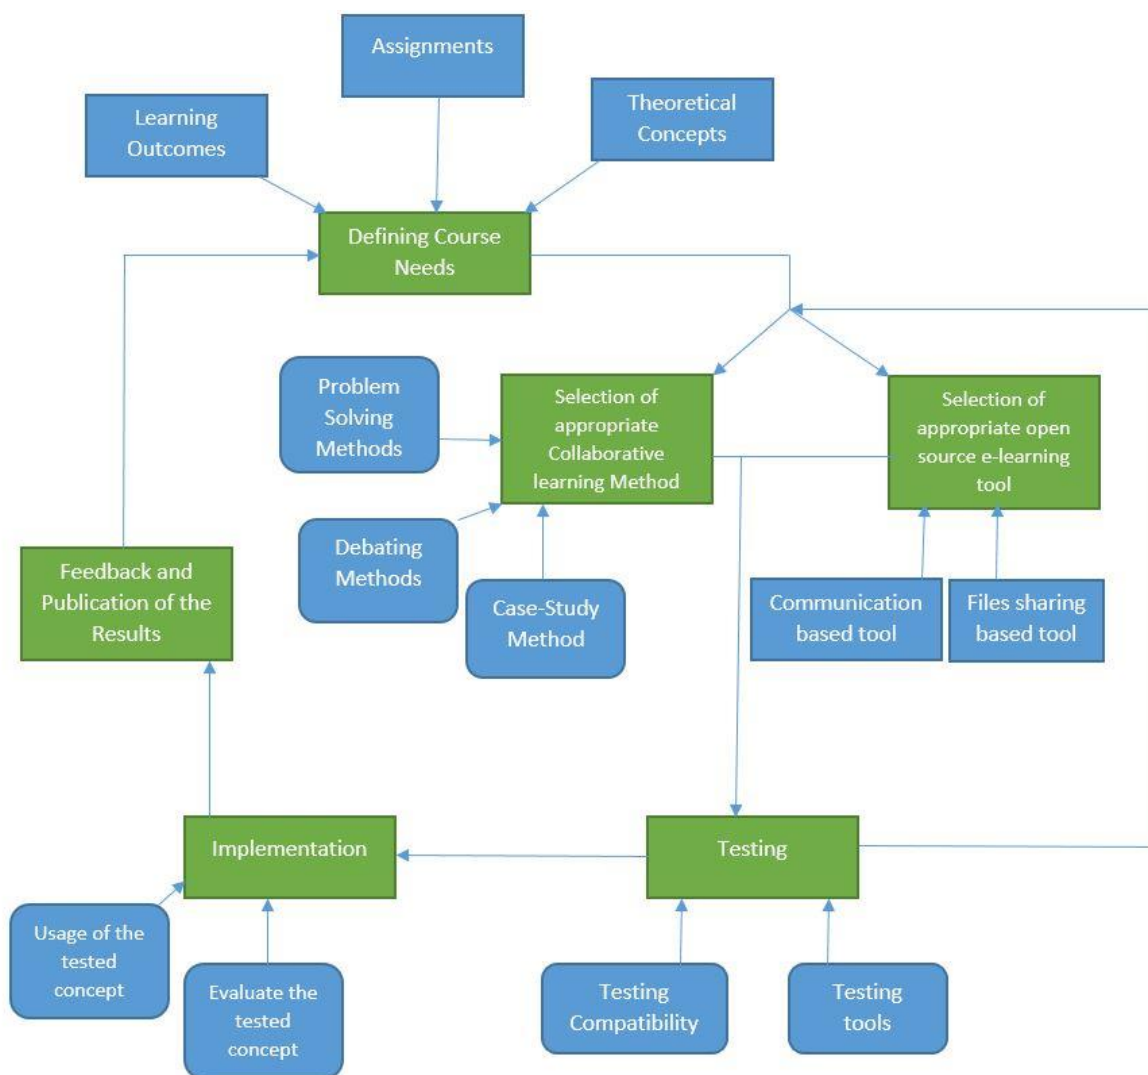 Assignments
Learning
Outcomes
Theoretical
Concepts
Defining Course
Needs
Problem
Solving
Methods
Selection of
appropriate
Collaborative
learning Method
Selection of
appropriate open
source e-learning
tool
Debating
Methods
Case-Study
Method
Communication
based tool
Files sharing
based tool
Feedback and
Publication of the
Results
Implementation
Testing
Usage of the
tested
concept
Evaluate the
tested
concept
Testing
Compatibility
Testing
tools